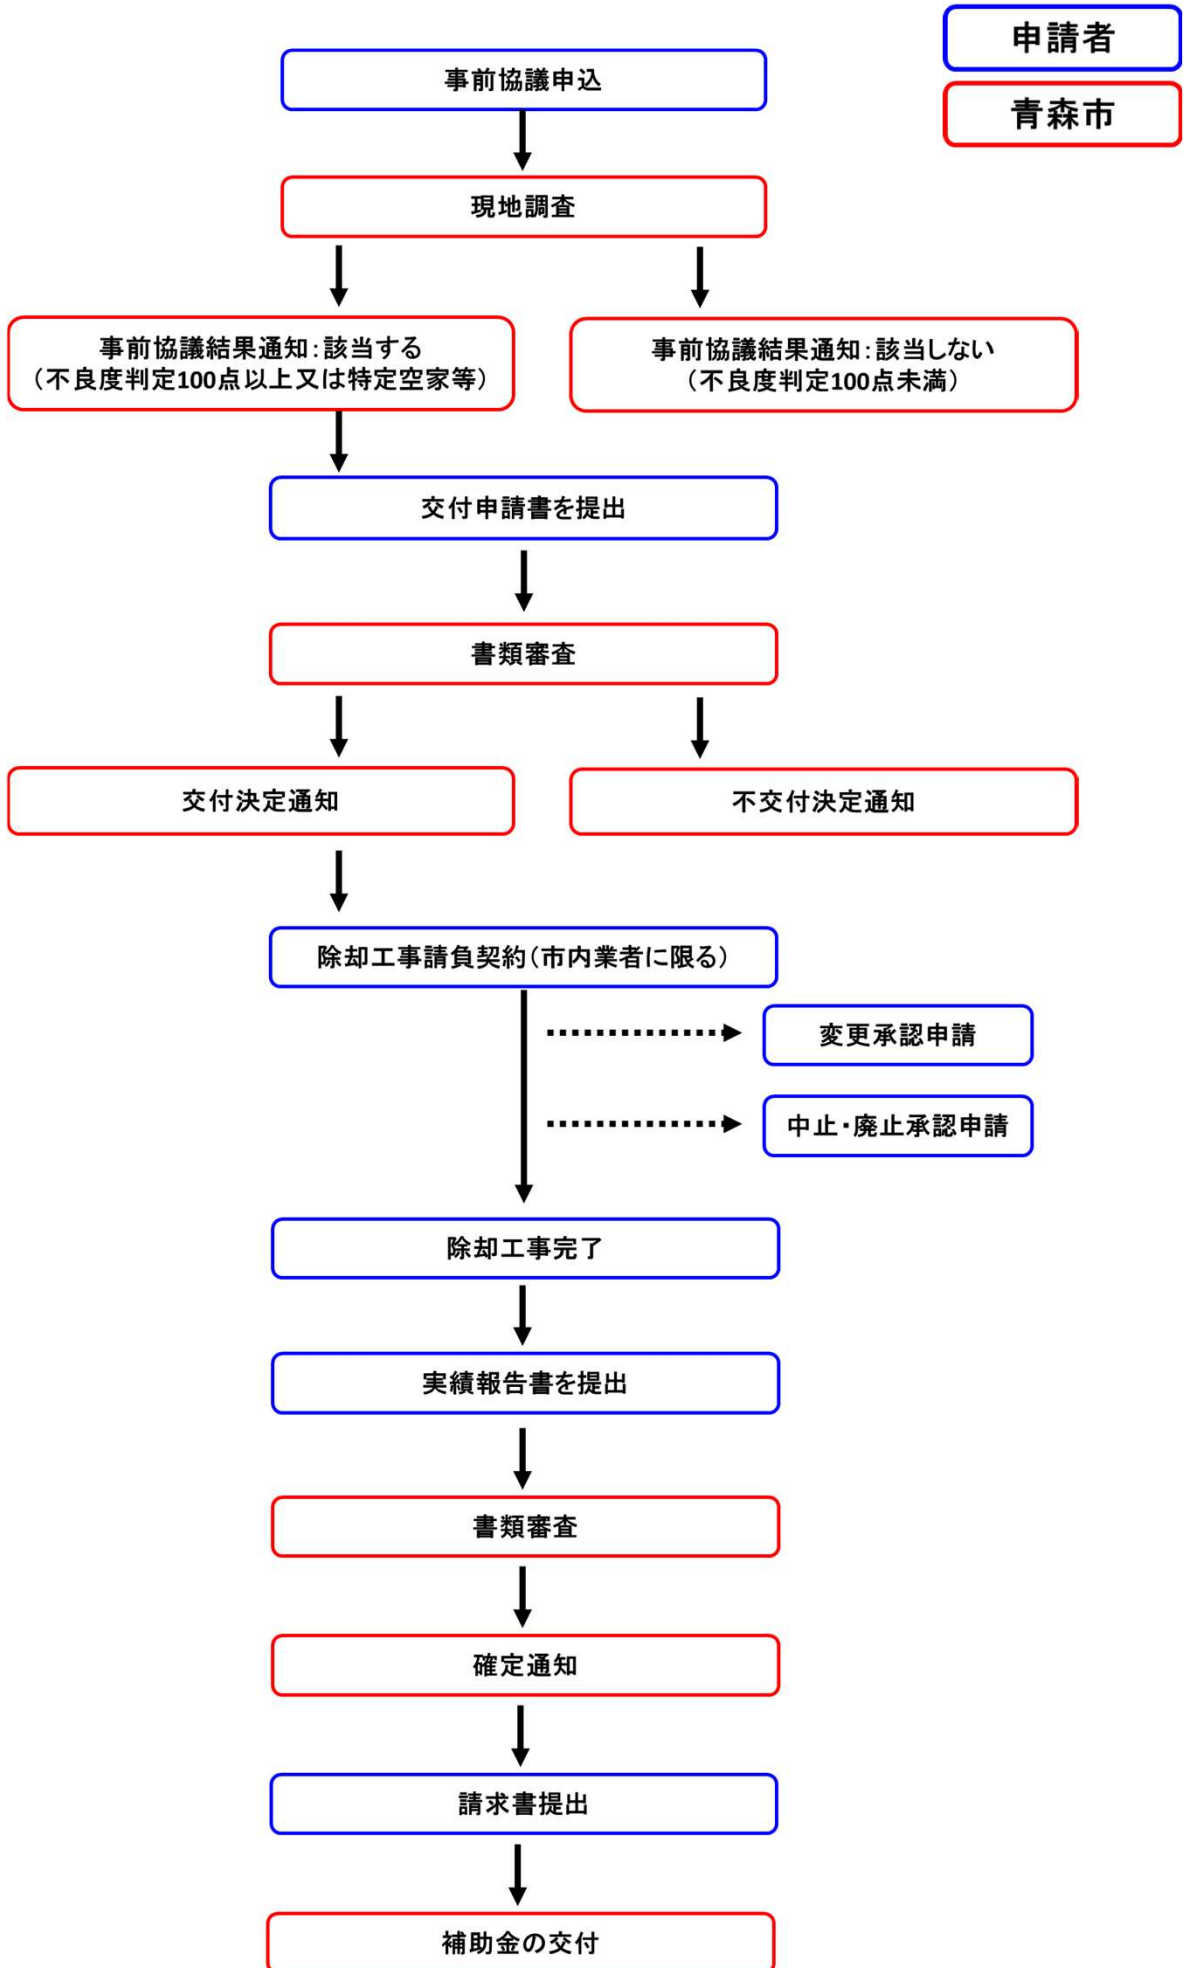 申請者
青森市
事前協議申込
現地調査
事前協議結果通知：該当する
（不良度判定100点以上又は特定空家等）
事前協議結果通知：該当しない
（不良度判定100点未満）
交付申請書を提出
書類審査
交付決定通知
不交付決定通知
除却工事請負契約（市内業者に限る）
変更承認申請
中止・廃止承認申請
除却工事完了
実績報告書を提出
書類審査
確定通知
請求書提出
補助金の交付